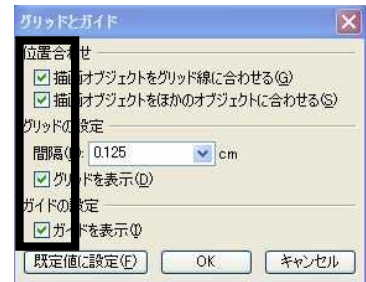 グリッドとガイド
位置合わせ
描画オブジェクトをグリッド線に合わせる(G)
描画オブジェクトをほかのオブジェクトに合わせる(S)
グリッドの設定
間隔( ): 0.125 cm
グリッドを表示(D)
ガイドの設定
ガイドを表示(I)
既定値に設定(F) OK キャンセル